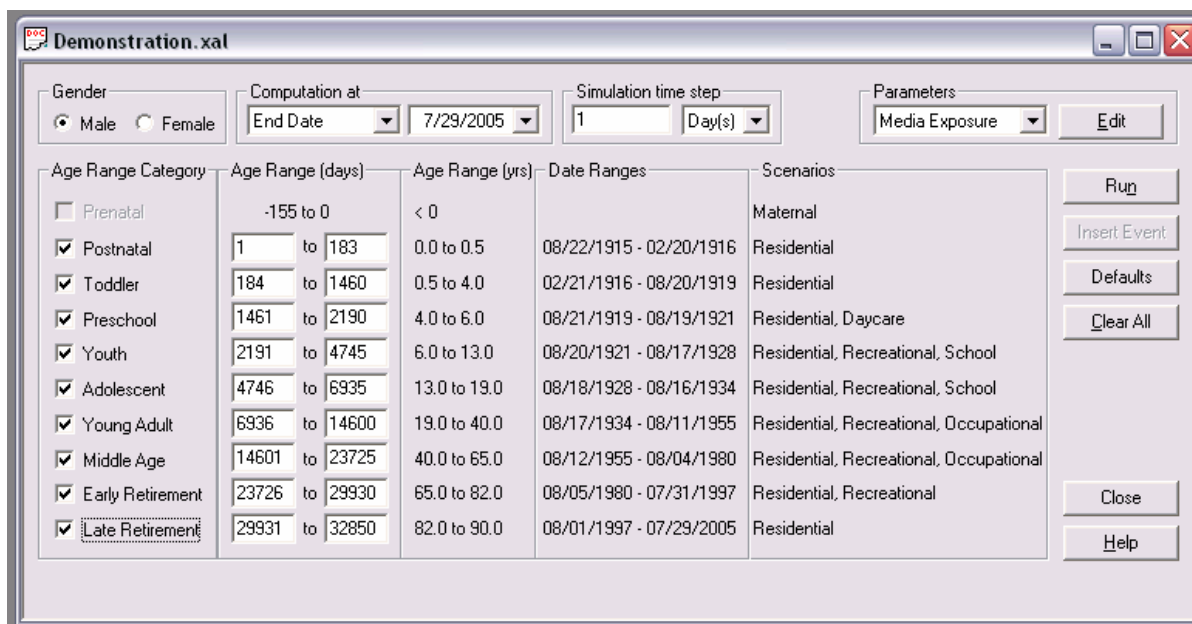 Demonstration.xal
Gender Computation at Simulation time step Parameters
Male Female End Date 7/29/2005 1 Day(s) Media Exposure Edit
Age Range Category Age Range (days) Age Range (yrs) Date Ranges Scenarios Run
Prenatal -155 to 0 < 0 Maternal
Insert Event
Postnatal 1 to 183 0.0 to 0.5 08/22/1915 - 02/20/1916 Residential
Toddler 184 to 1460 0.5 to 4.0 02/21/1916 - 08/20/1919 Residential Defaults
Preschool 1461 to 2190 4.0 to 6.0 08/21/1919 - 08/19/1921 Residential, Daycare Clear All
Youth 2191 to 4745 6.0 to 13.0 08/20/1921 - 08/17/1928 Residential, Recreational, School
Adolescent 4746 to 6935 13.0 to 19.0 08/18/1928 - 08/16/1934 Residential, Recreational, School
Young Adult 6936 to 14600 19.0 to 40.0 08/17/1934 - 08/11/1955 Residential, Recreational, Occupational
Middle Age 14601 to 23725 40.0 to 65.0 08/12/1955 - 08/04/1980 Residential, Recreational, Occupational
Early Retirement 23726 to 29930 65.0 to 82.0 08/05/1980 - 07/31/1997 Residential, Recreational Close
Late Retirement 29931 to 32850 82.0 to 90.0 08/01/1997 - 07/29/2005 Residential
Help